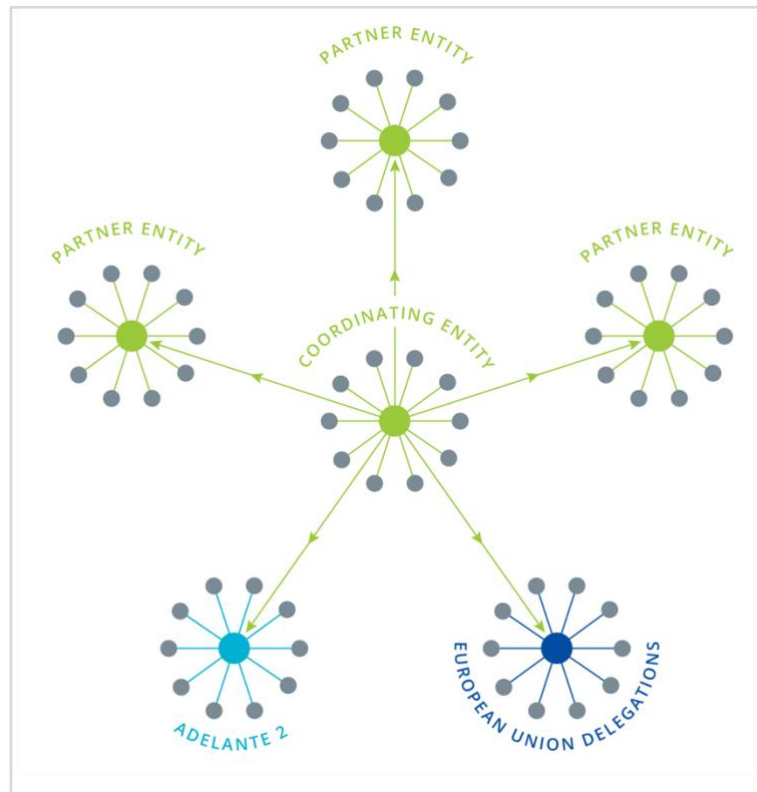 PARTNER ENTITY
PARTNER ENTITY
PARTNER ENTITY
COORDINATING ENTITY
ADELANTE 2
EUROPEAN UNION DELEGATIONS